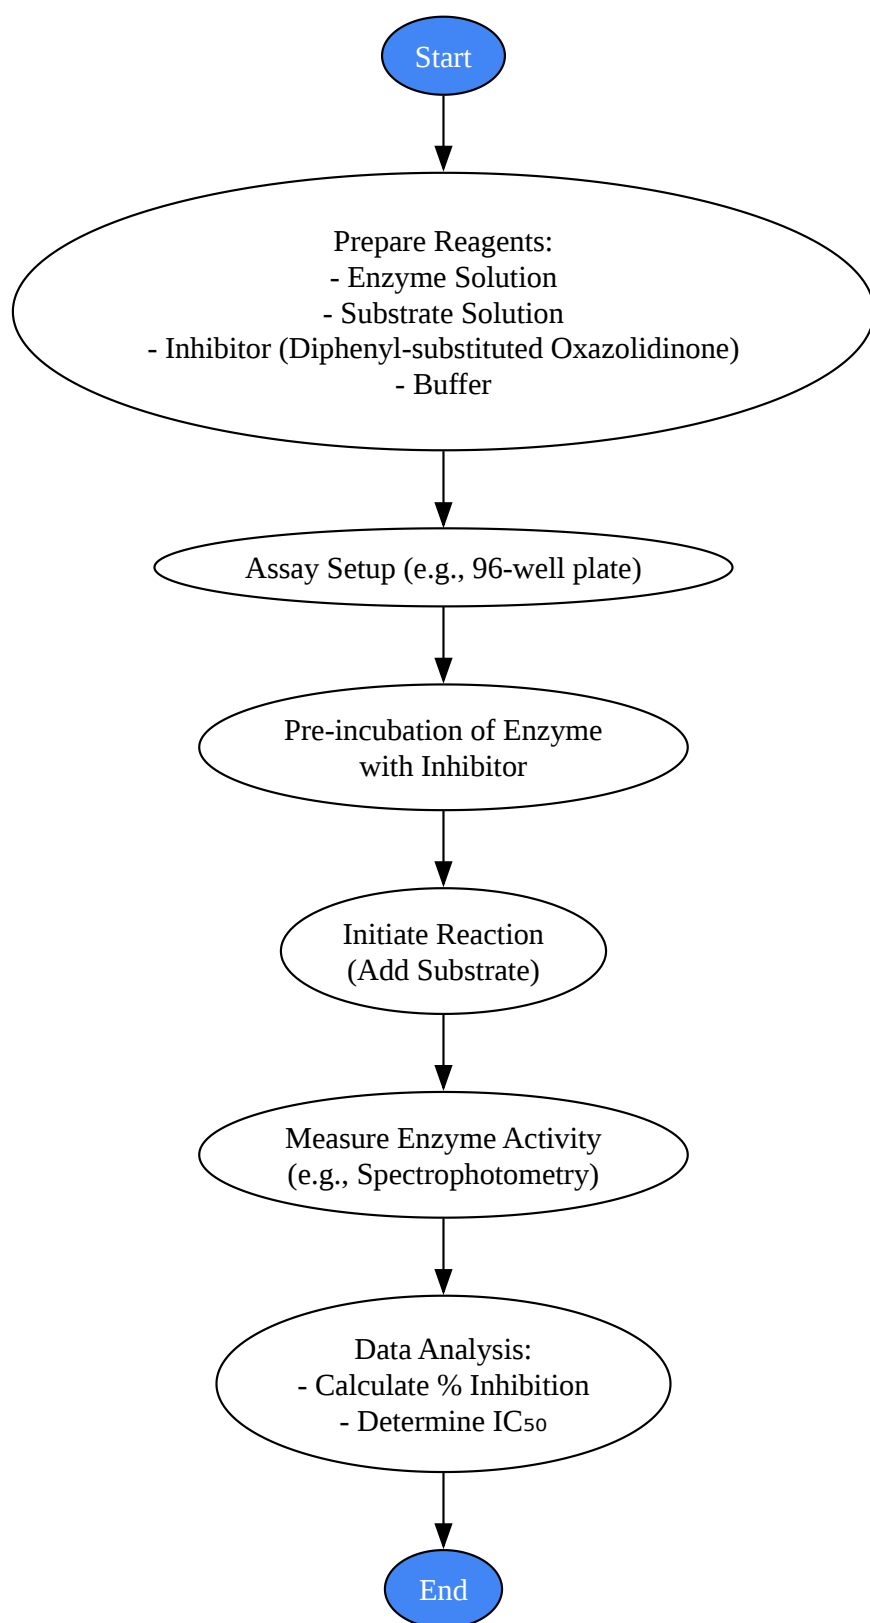 Start
Prepare Reagents:
- Enzyme Solution
- Substrate Solution
- Inhibitor (Diphenyl-substituted Oxazolidinone)
- Buffer
Assay Setup (e.g., 96-well plate)
Pre-incubation of Enzyme
with Inhibitor
Initiate Reaction
(Add Substrate)
Measure Enzyme Activity
(e.g., Spectrophotometry)
Data Analysis:
- Calculate % Inhibition
- Determine IC₅₀
End